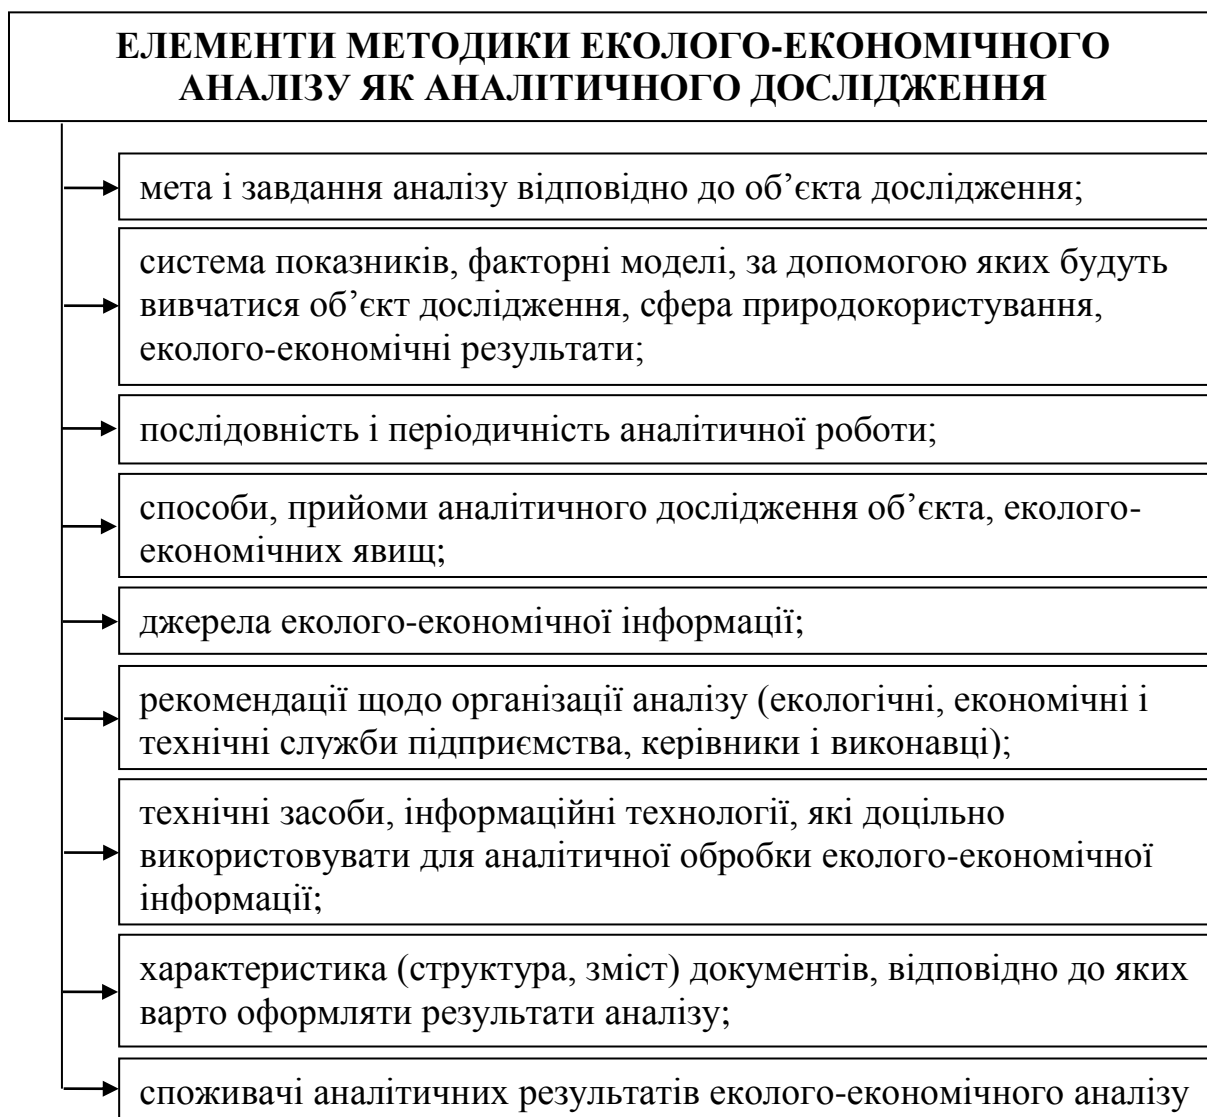 ЕЛЕМЕНТИ МЕТОДИКИ ЕКОЛОГО-ЕКОНОМІЧНОГО
АНАЛІЗУ ЯК АНАЛІТИЧНОГО ДОСЛІДЖЕННЯ
мета і завдання аналізу відповідно до об’єкта дослідження;
система показників, факторні моделі, за допомогою яких будуть
вивчатися об’єкт дослідження, сфера природокористування,
еколого-економічні результати;
послідовність і періодичність аналітичної роботи;
способи, прийоми аналітичного дослідження об’єкта, еколого-
економічних явищ;
джерела еколого-економічної інформації;
рекомендації щодо організації аналізу (екологічні, економічні і
технічні служби підприємства, керівники і виконавці);
технічні засоби, інформаційні технології, які доцільно
використовувати для аналітичної обробки еколого-економічної
інформації;
характеристика (структура, зміст) документів, відповідно до яких
варто оформляти результати аналізу;
споживачі аналітичних результатів еколого-економічного аналізу